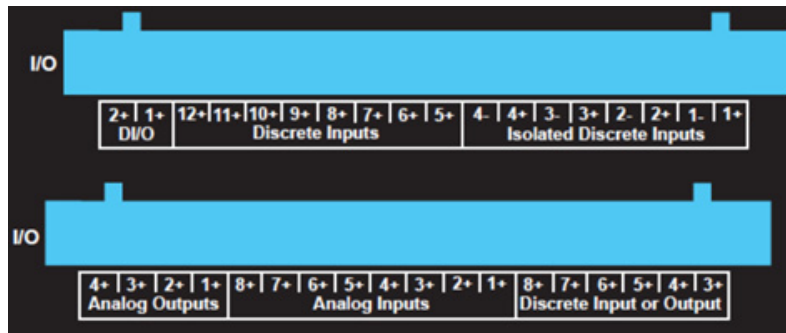 I/O
2+ 1+ 12+ 11+ 10+ 9+ 8+ 7+ 6+ 5+ 4- 4+ 3- 3+ 2- 2+ 1- 1+
DI/O Discrete Inputs Isolated Discrete Inputs
I/O
4+ 3+ 2+ 1+ 8+ 7+ 6+ 5+ 4+ 3+ 2+ 1+ 8+ 7+ 6+ 5+ 4+ 3+
Analog Outputs Analog Inputs Discrete Input or Output